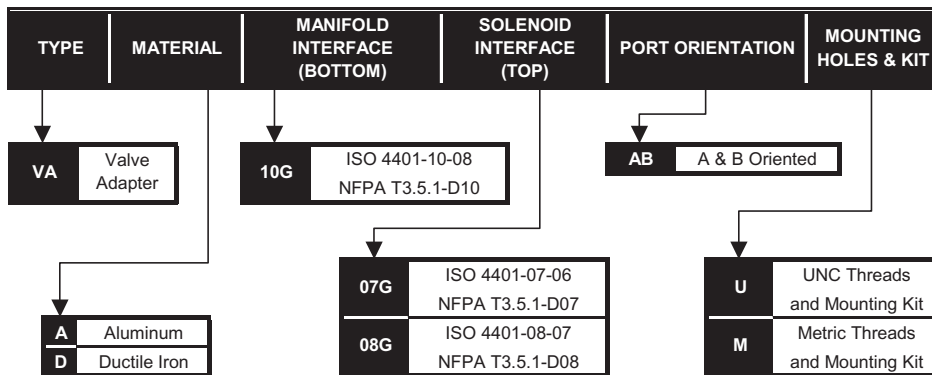 TYPE
MATERIAL
MANIFOLD
INTERFACE
(BOTTOM)
SOLENOID
INTERFACE
(TOP)
PORT ORIENTATION
MOUNTING
HOLES & KIT
VA
Valve
Adapter
10G
ISO 4401-10-08
NFPA T3.5.1-D10
AB
A & B Oriented
A
Aluminum
D
Ductile Iron
07G
ISO 4401-07-06
NFPA T3.5.1-D07
08G
ISO 4401-08-07
NFPA T3.5.1-D08
U
UNC Threads
and Mounting Kit
M
Metric Threads
and Mounting Kit